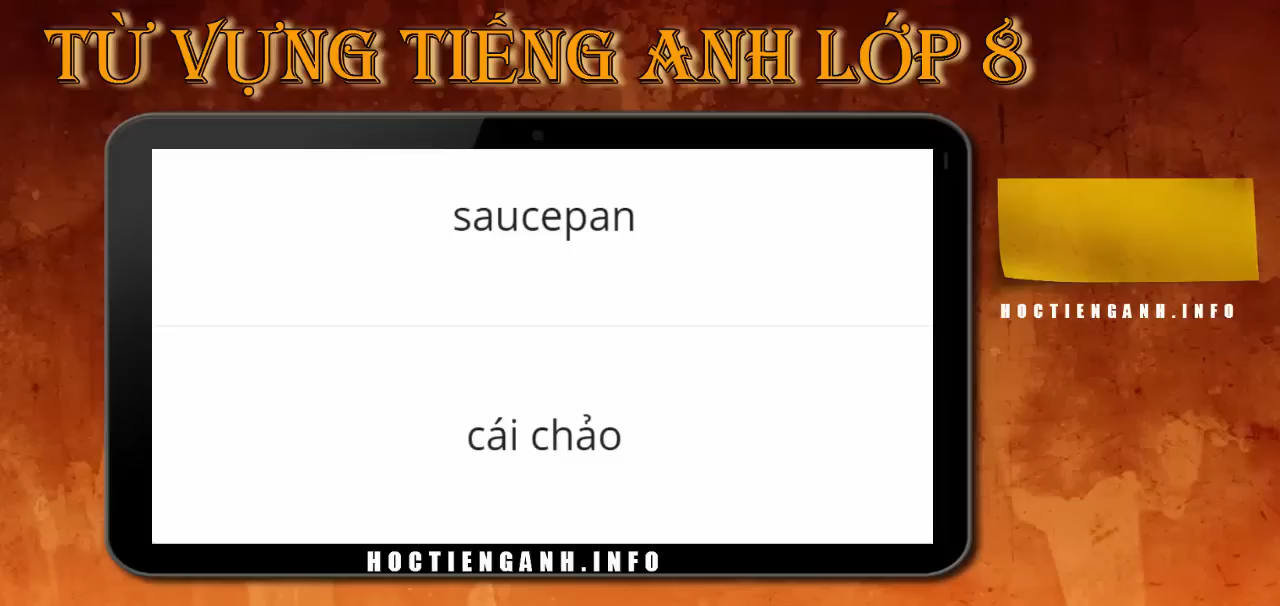 TỪ VỰNG TIẾNG ANH LỚP 8
saucepan
cái chảo
HOCTIENGANH.INFO
HOCTIENGANH.INFO